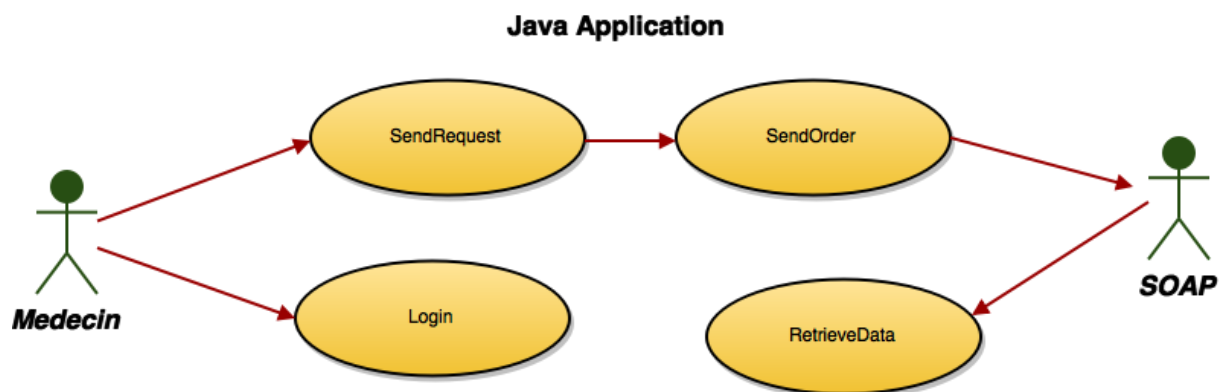 Java Application
SendRequest
SendOrder
Medecin
Login
SOAP
RetrieveData